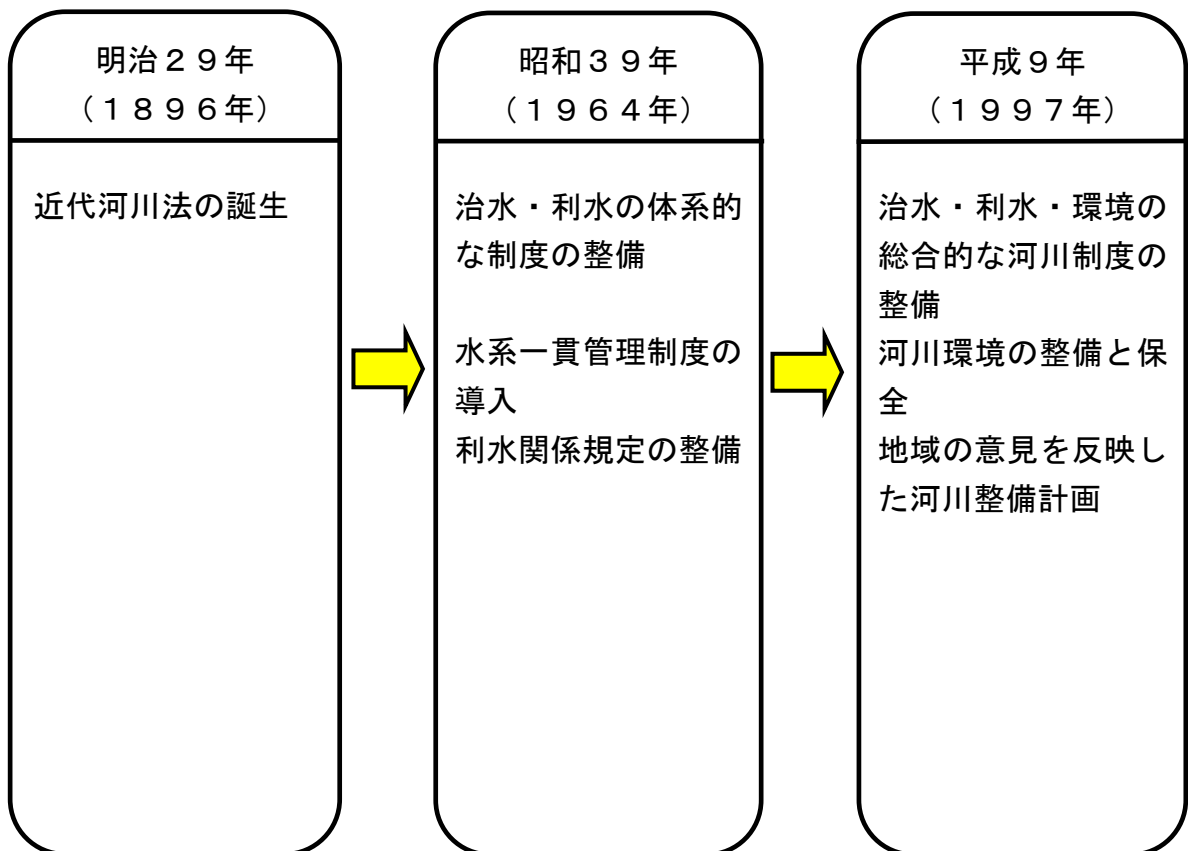 明治２９年
（１８９６年）
近代河川法の誕生
昭和３９年
（１９６４年）
治水・利水の体系的
な制度の整備
水系一貫管理制度の
導入
利水関係規定の整備
平成９年
（１９９７年）
治水・利水・環境の
総合的な河川制度の
整備
河川環境の整備と保
全
地域の意見を反映し
た河川整備計画